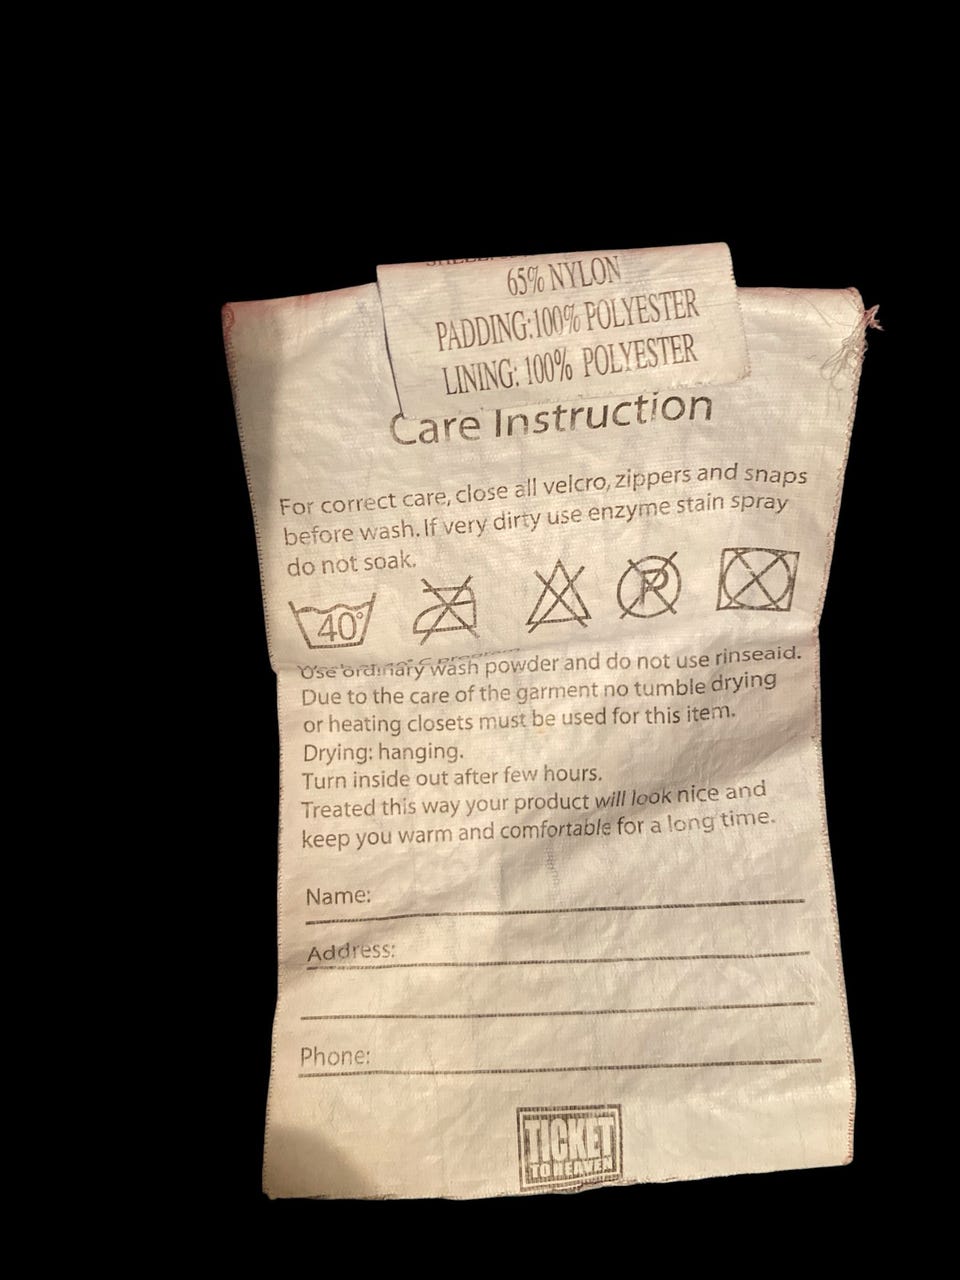 65% NYLON
PADDING:100% POLYESTER
LINING: 100% POLYESTER
Care Instruction
For correct care, close all velcro, zippers and snaps
before wash. If very dirty use enzyme stain spray
do not soak.
40°
P
Use ordinary wash powder and do not use rinseaid.
Due to the care of the garment no tumble drying
or heating closets must be used for this item.
Drying: hanging.
Turn inside out after few hours.
Treated this way your product will look nice and
keep you warm and comfortable for a long time.
Name:
Address:
Phone:
TICKET
TO HEAVEN